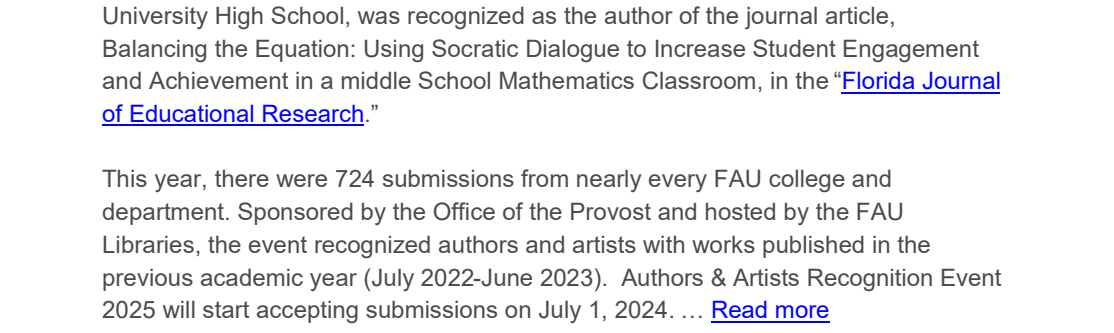 University High School, was recognized as the author of the journal article,
Balancing the Equation: Using Socratic Dialogue to Increase Student Engagement
and Achievement in a middle School Mathematics Classroom, in the “Florida Journal
of Educational Research.”
This year, there were 724 submissions from nearly every FAU college and
department. Sponsored by the Office of the Provost and hosted by the FAU
Libraries, the event recognized authors and artists with works published in the
previous academic year (July 2022-June 2023).  Authors & Artists Recognition Event
2025 will start accepting submissions on July 1, 2024. … Read more